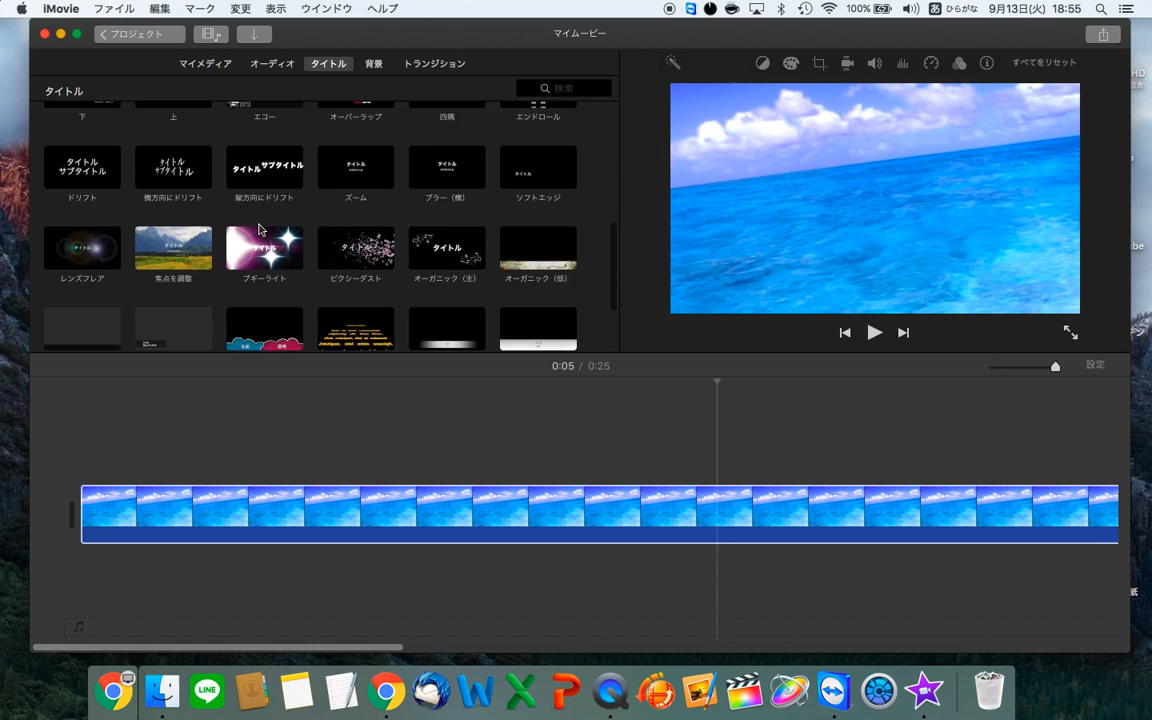 iMovie ファイル 編集 マーク 変更 表示 ウインドウ ヘルプ 100% あ ひらがな 9月13日(火) 18:55
プロジェクト マイムービー
マイメディア オーディオ タイトル 背景 トランジション すべてをリセット
タイトル 検索
下 上 エコー オーバーラップ 四隅 エンドロール
タイトル サブタイトル タイトル サブタイトル タイトル サブタイトル タイトル タイトル タイトル
ドリフト 横方向にドリフト 縦方向にドリフト ズーム ブラー（横） ソフトエッジ
タイトル タイトル タイトル タイトル タイトル
レンズフレア 焦点を調整 ブギーライト ピクシーダスト オーガニック（主） オーガニック（低）
0:05 / 0:25 設定
LINE